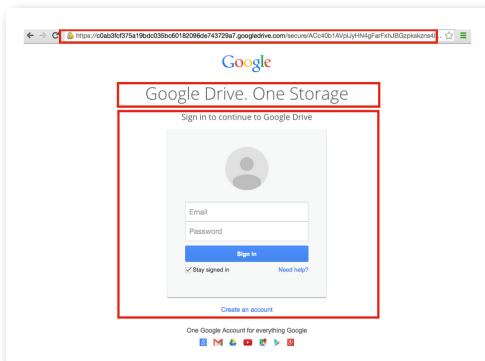 https://c0ab3fcf375a19bdc035bc60182096de743729a7.googledrive.com/secure/
Google
Google Drive. One Storage
Sign in to continue to Google Drive
Email
Password
Sign in
Stay signed in Need help?
Create an account
One Google Account for everything Google